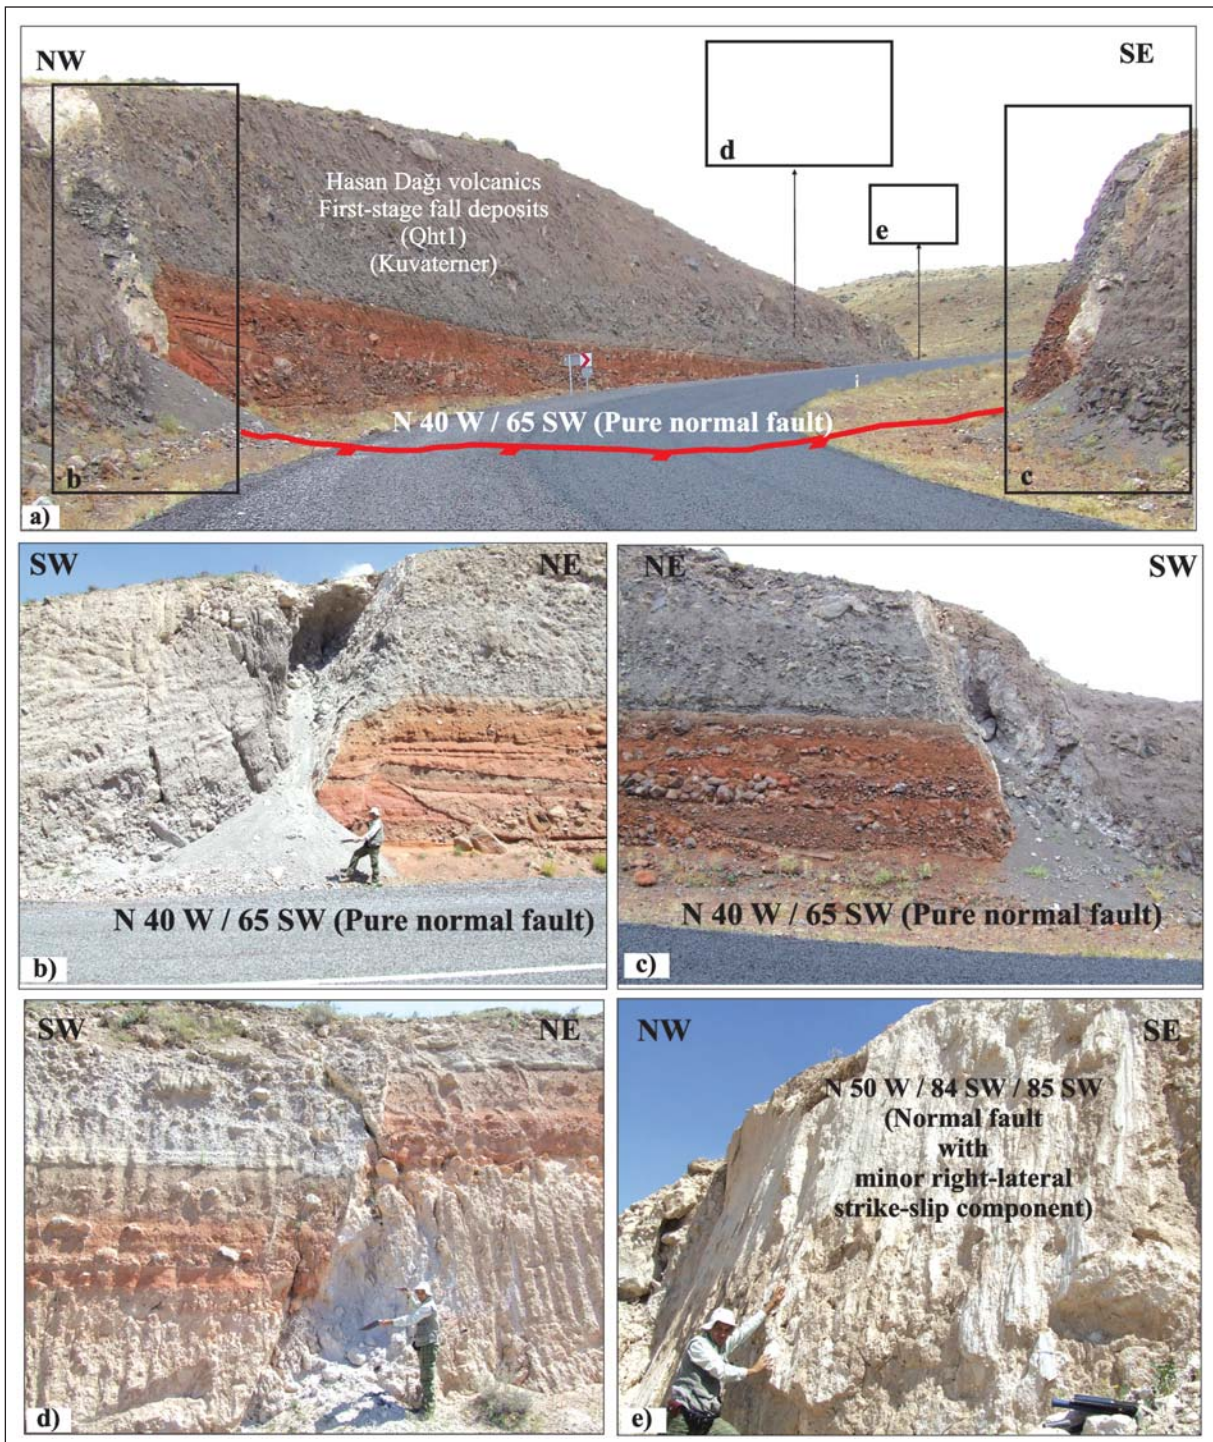 NW
SE
d
e
Hasan Dağı volcanics
First-stage fall deposits
(Qht1)
(Kuvaterner)
N 40 W / 65 SW (Pure normal fault)
b
c
a)
SW
NE
N 40 W / 65 SW (Pure normal fault)
b)
NE
SW
N 40 W / 65 SW (Pure normal fault)
c)
SW
NE
d)
NW
SE
N 50 W / 84 SW / 85 SW
(Normal fault
with
minor right-lateral
strike-slip component)
e)